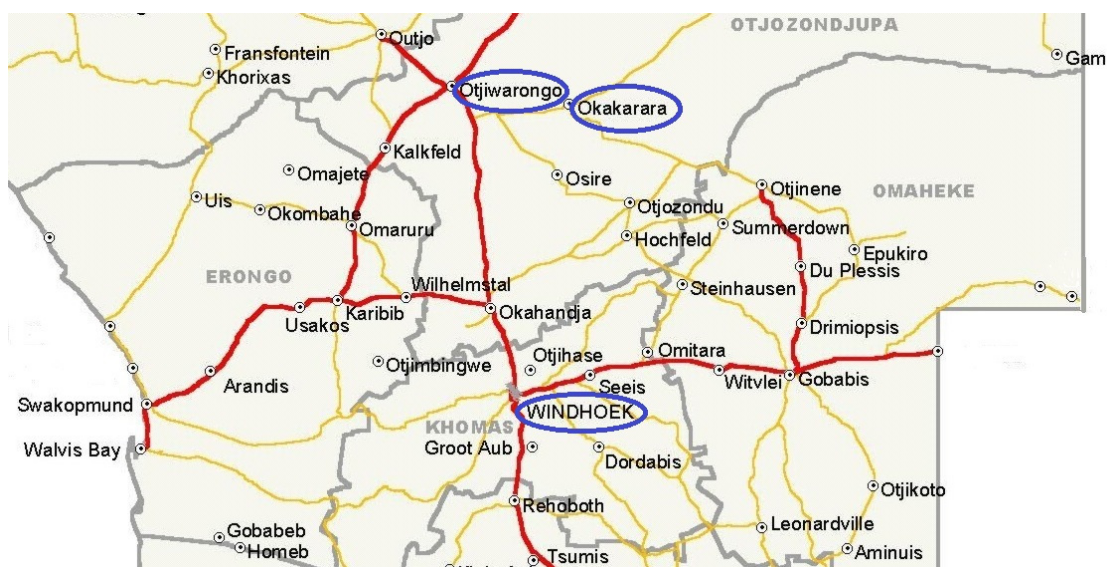 OTJOZONDJUPA
Outjo
Fransfontein
Gam
Khorixas
Otjiwarongo
Okakarara
Kalkfeld
Omajete
Osire
Otjinene
OMAHEKE
Uis
Okombahe
Otjozondu
Omaruru
Summerdown
Hochfeld
Epukiro
Du Plessis
ERONGO
Wilhelmstal
Steinhausen
Karibib
Okahandja
Usakos
Drimiopsis
Otjihase
Omitara
Otjimbingwe
Arandis
Seeis
Witvlei
Gobabis
Swakopmund
WINDHOEK
KHOMAS
Walvis Bay
Groot Aub
Dordabis
Otjikoto
Rehoboth
Leonardville
Gobabeb
Homeb
Tsumis
Aminuis